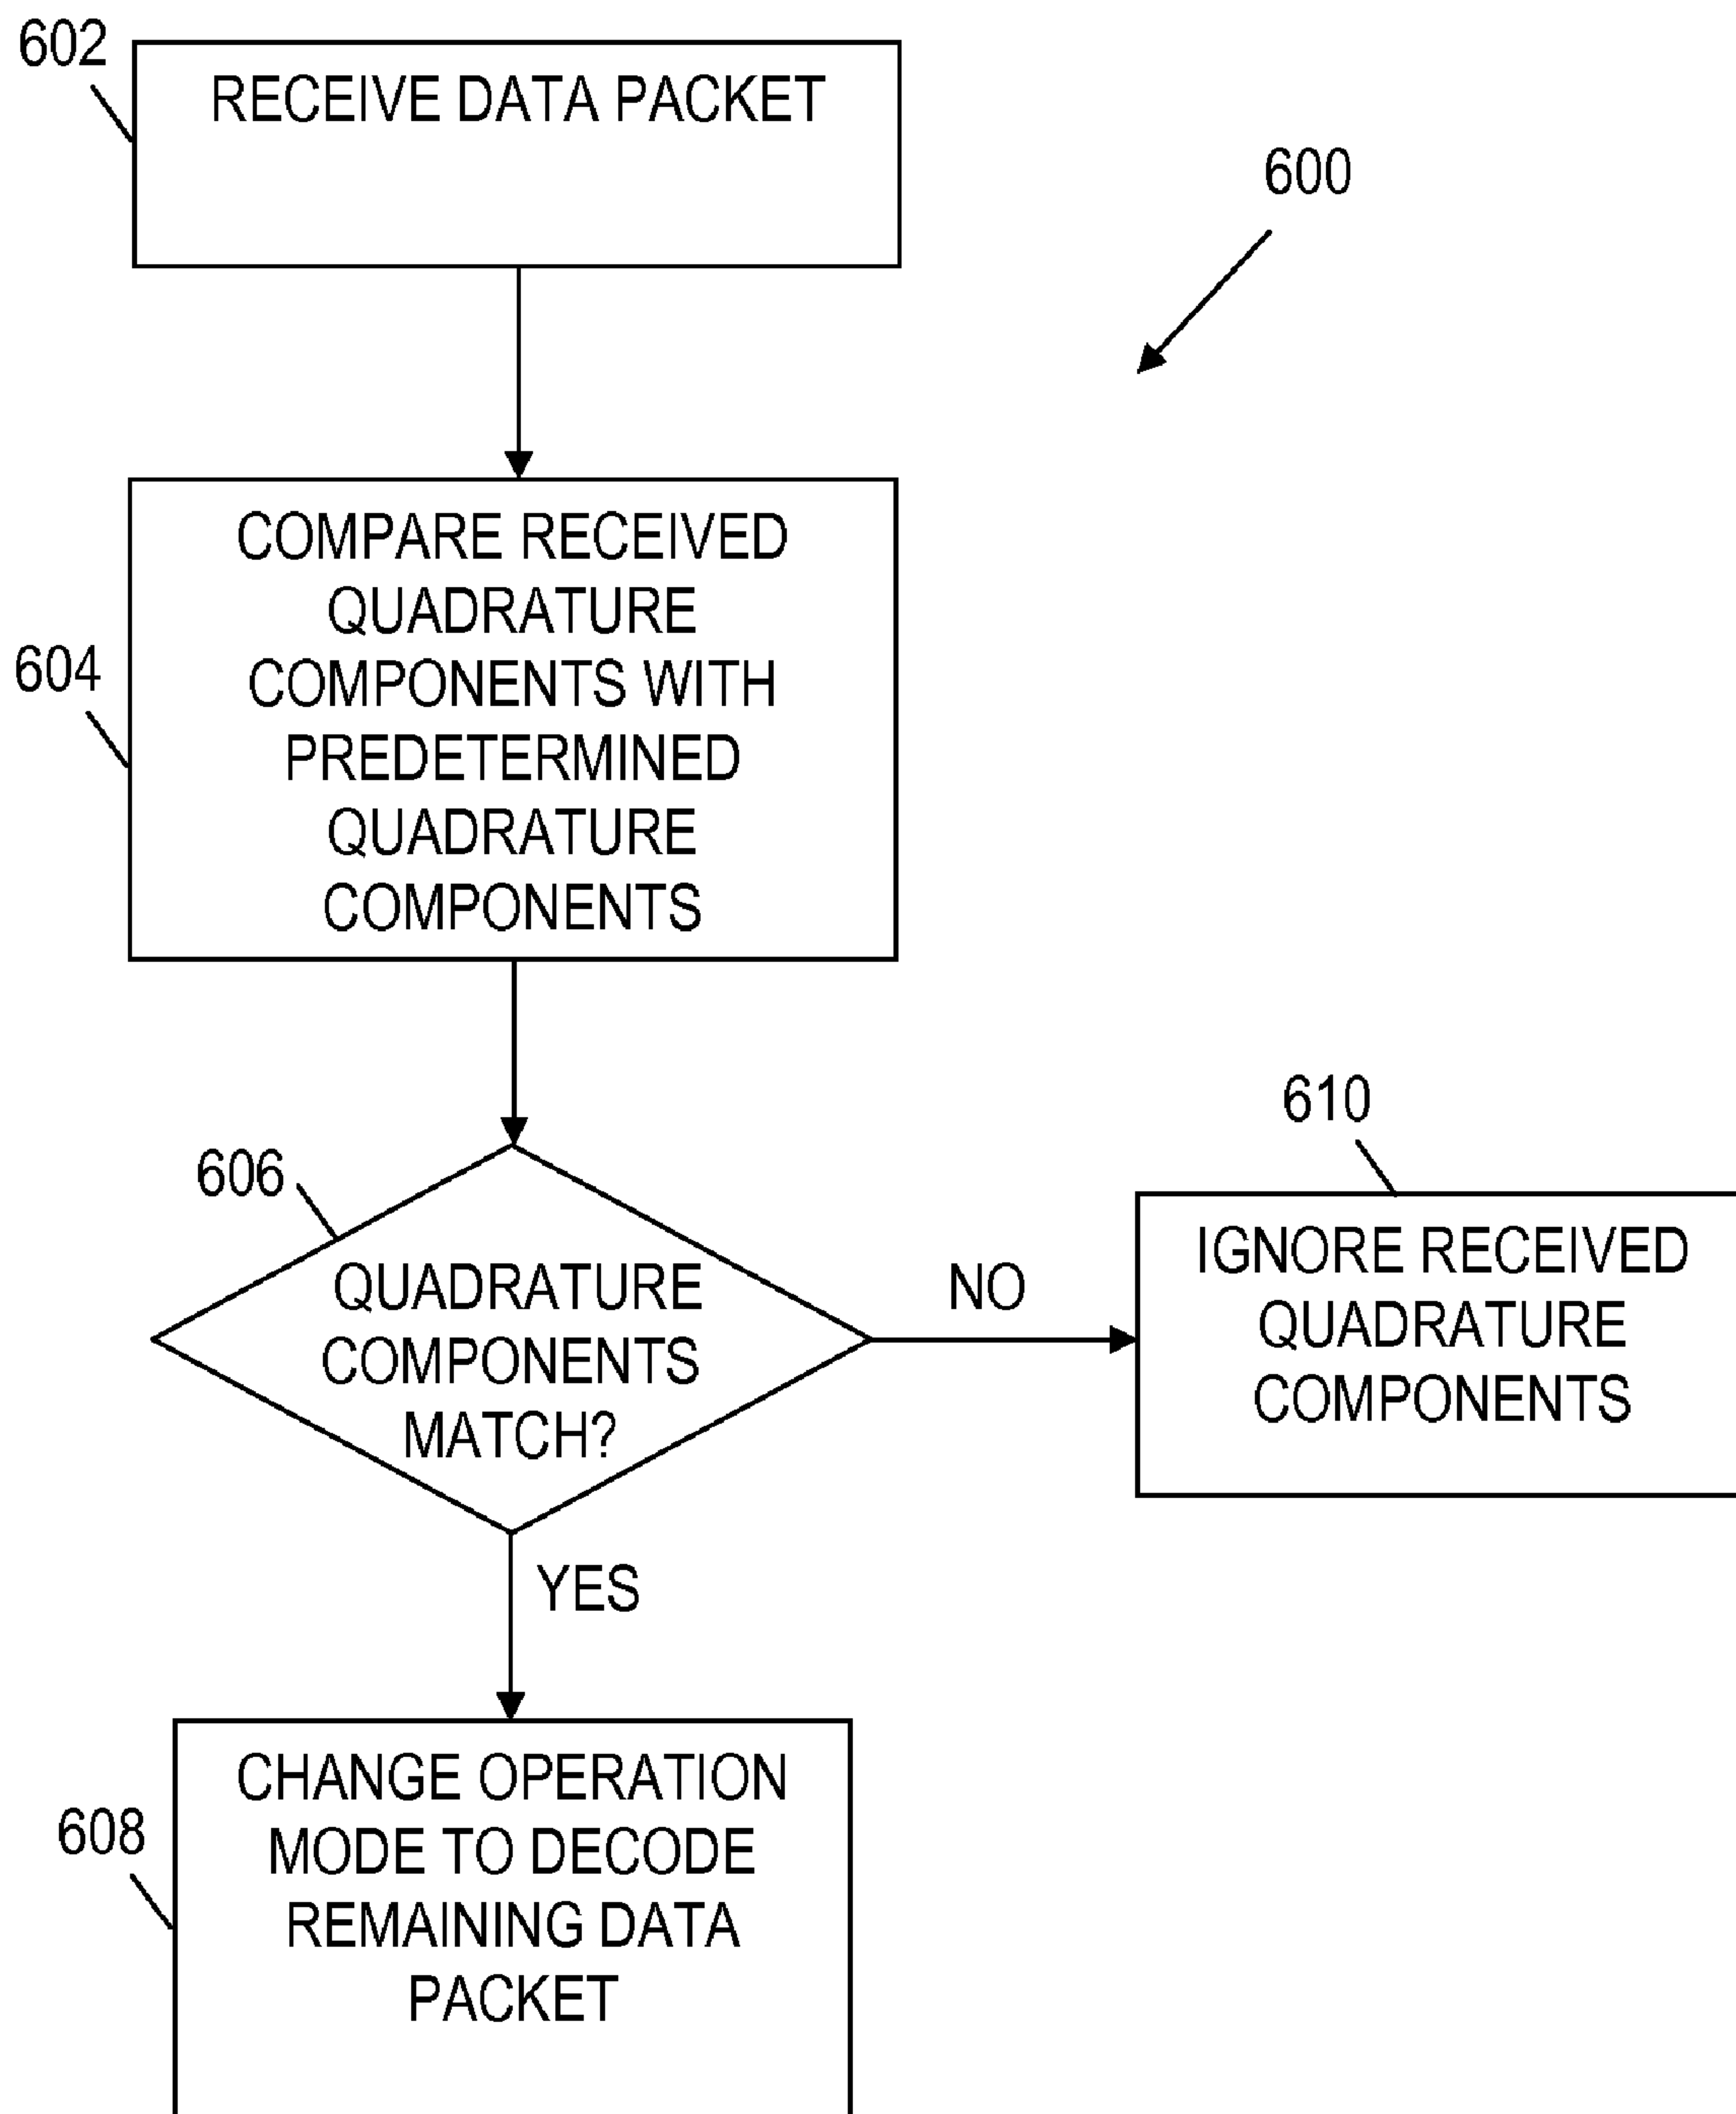 602
RECEIVE DATA PACKET
600
604
COMPARE RECEIVED
QUADRATURE
COMPONENTS WITH
PREDETERMINED
QUADRATURE
COMPONENTS
606
QUADRATURE
COMPONENTS
MATCH?
NO
610
IGNORE RECEIVED
QUADRATURE
COMPONENTS
YES
608
CHANGE OPERATION
MODE TO DECODE
REMAINING DATA
PACKET